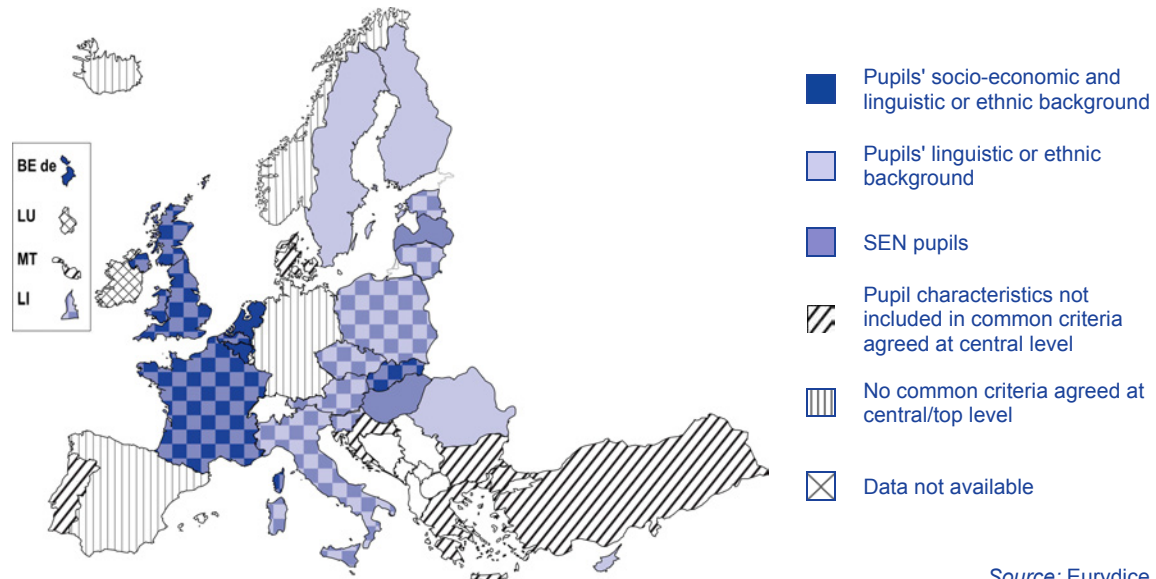 BE de
LU
MT
LI
Pupils' socio-economic and
linguistic or ethnic background
Pupils' linguistic or ethnic
background
SEN pupils
Pupil characteristics not
included in common criteria
agreed at central level
No common criteria agreed at
central/top level
Data not available
Source: Eurydice